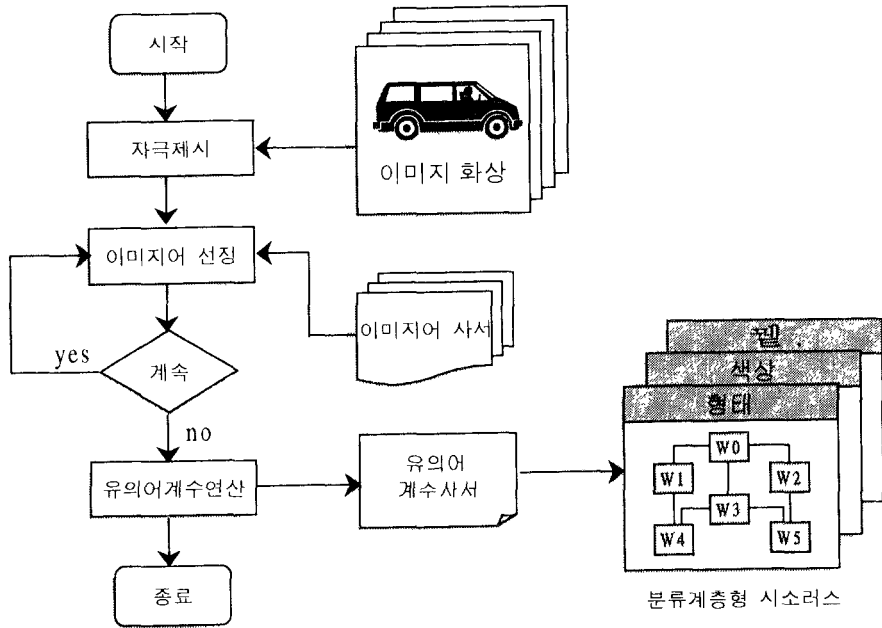 시작
자극제시
이미지 화상
이미지어 선정
이미지어 사서
yes
계속
no
유의어계수연산
유의어
계수사서
종료
색상
형태
W0
W1
W2
W3
W4
W5
분류계층형 시소러스